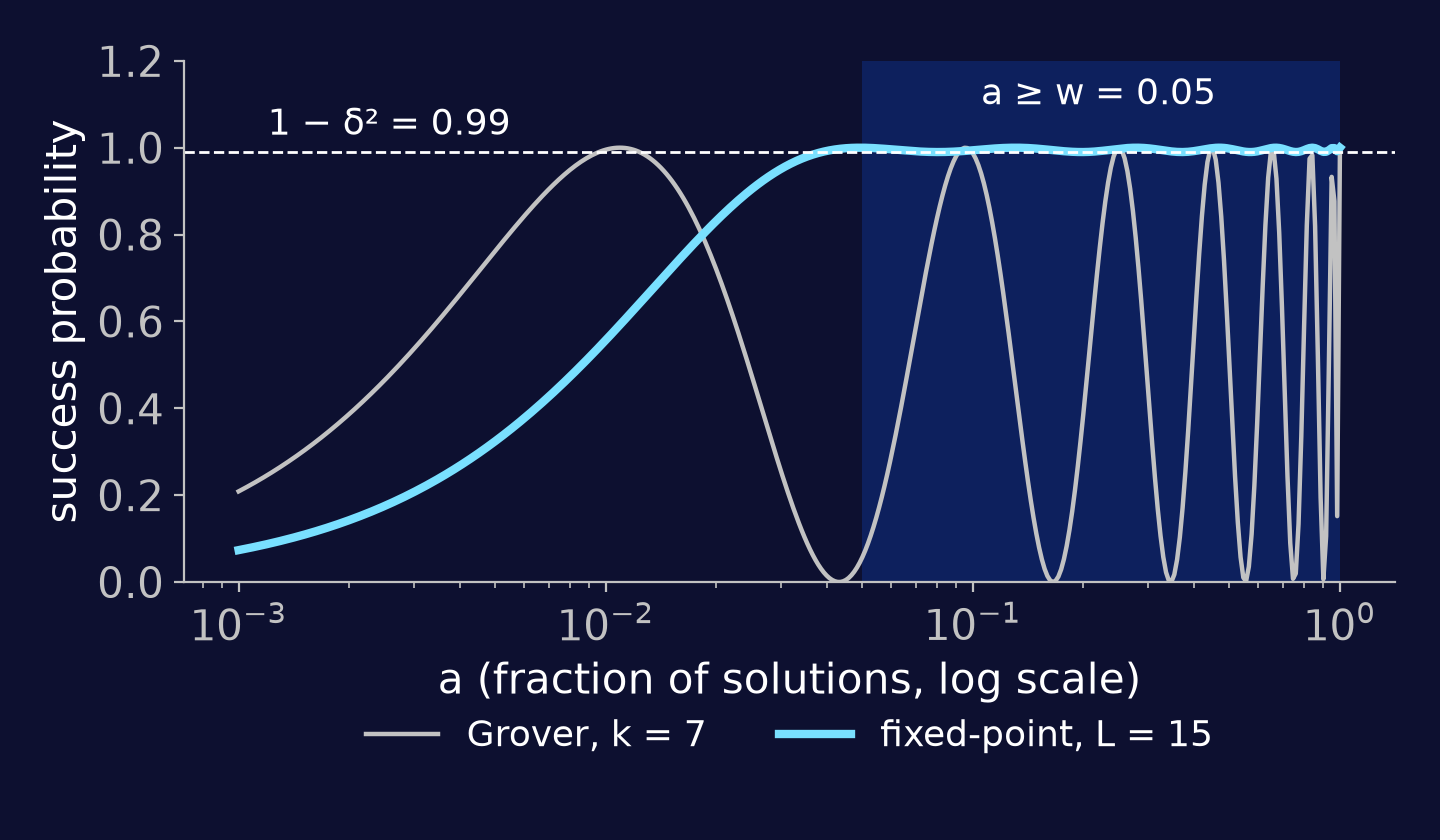 success probability
1.2
1.0
0.8
0.6
0.4
0.2
0.0
1 − δ² = 0.99
a ≥ w = 0.05
10⁻³ 10⁻² 10⁻¹ 10⁰
a (fraction of solutions, log scale)
Grover, k = 7 fixed-point, L = 15